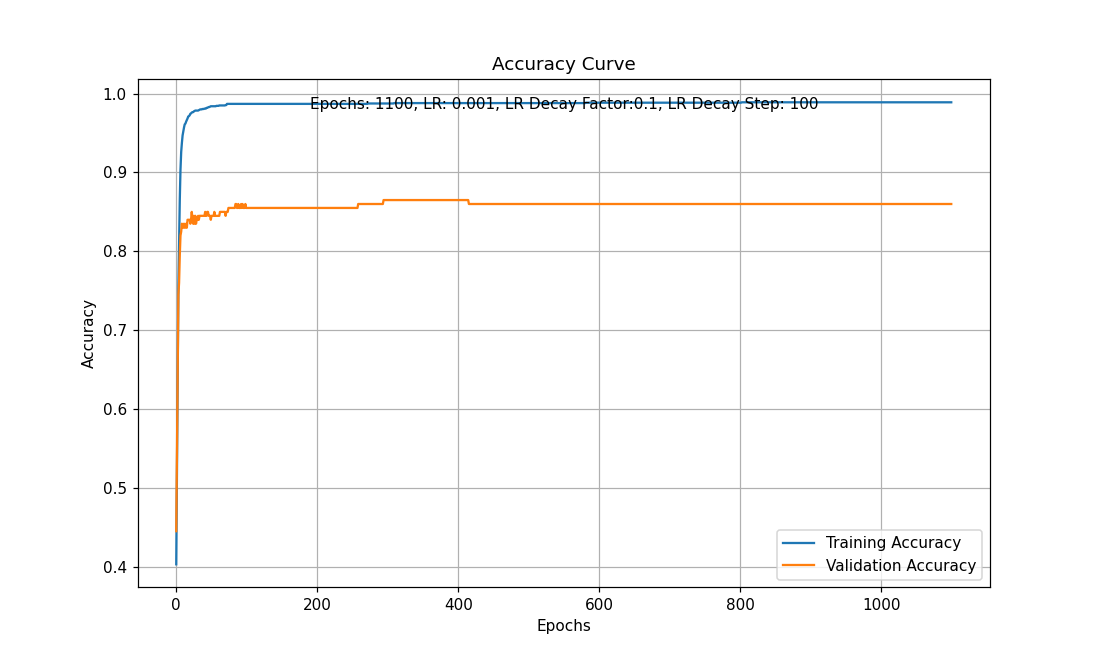 Accuracy Curve
Epochs: 1100, LR: 0.001, LR Decay Factor:0.1, LR Decay Step: 100
1.0
0.9
0.8
0.7
0.6
0.5
0.4
Accuracy
Training Accuracy
Validation Accuracy
0 200 400 600 800 1000
Epochs